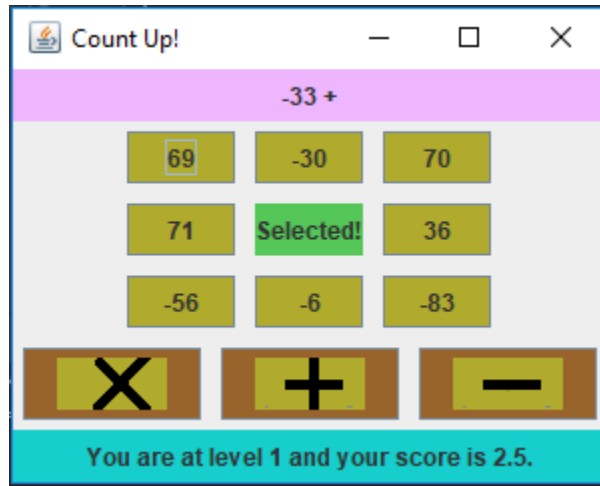 Count Up!
-33 +
69 -30 70
71 Selected! 36
-56 -6 -83
× + −
You are at level 1 and your score is 2.5.